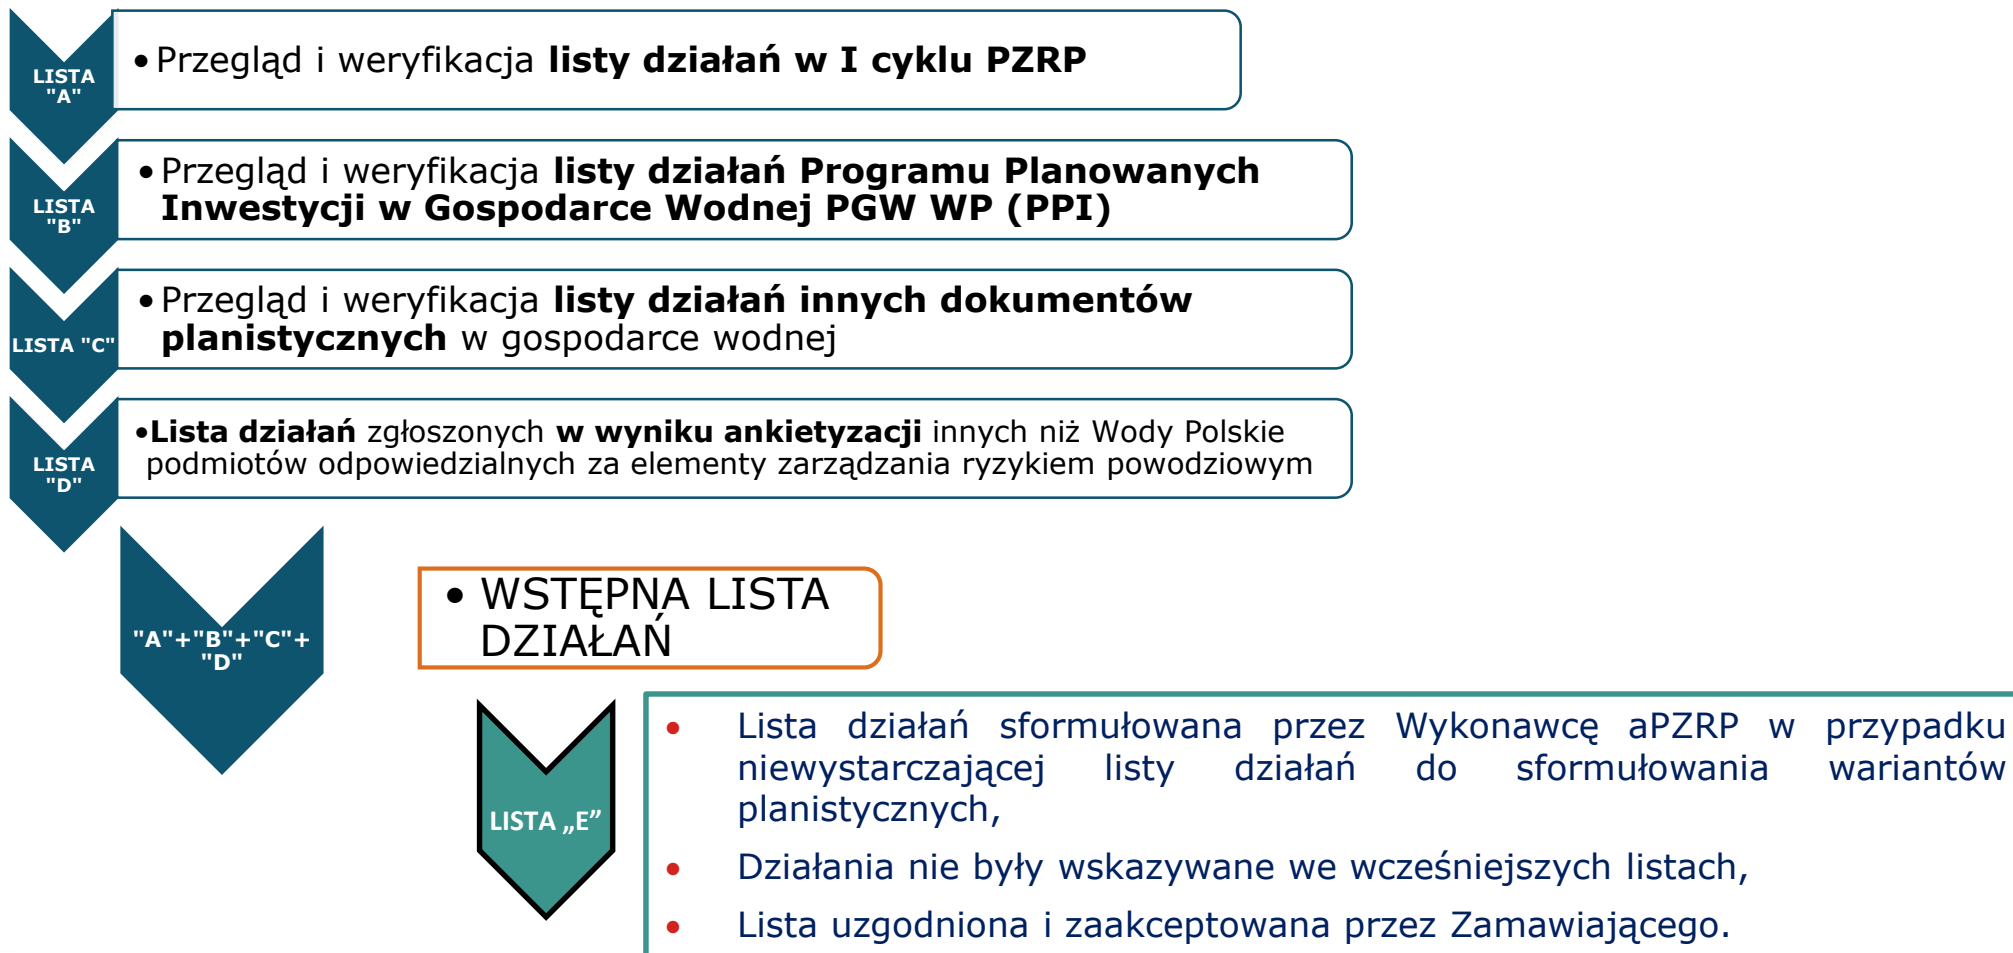 LISTA
"A"
•Przegląd i weryfikacja listy działań w I cyklu PZRP
LISTA
"B"
•Przegląd i weryfikacja listy działań Programu Planowanych
Inwestycji w Gospodarce Wodnej PGW WP (PPI)
LISTA "C"
•Przegląd i weryfikacja listy działań innych dokumentów
planistycznych w gospodarce wodnej
LISTA
"D"
•Lista działań zgłoszonych w wyniku ankietyzacji innych niż Wody Polskie
podmiotów odpowiedzialnych za elementy zarządzania ryzykiem powodziowym
"A"+"B"+"C"+
"D"
• WSTĘPNA LISTA
DZIAŁAŃ
LISTA „E”
• Lista działań sformułowana przez Wykonawcę aPZRP w przypadku
niewystarczającej listy działań do sformułowania wariantów
planistycznych,
• Działania nie były wskazywane we wcześniejszych listach,
• Lista uzgodniona i zaakceptowana przez Zamawiającego.